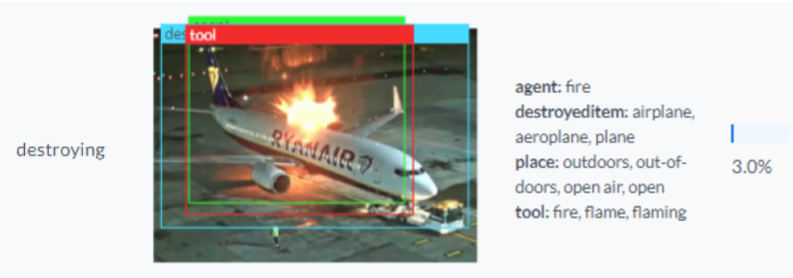 des
tool
agent: fire
destroyeditem: airplane,
aeroplane, plane
place: outdoors, out-of-
doors, open air, open
tool: fire, flame, flaming
destroying
RYANAIR
3.0%